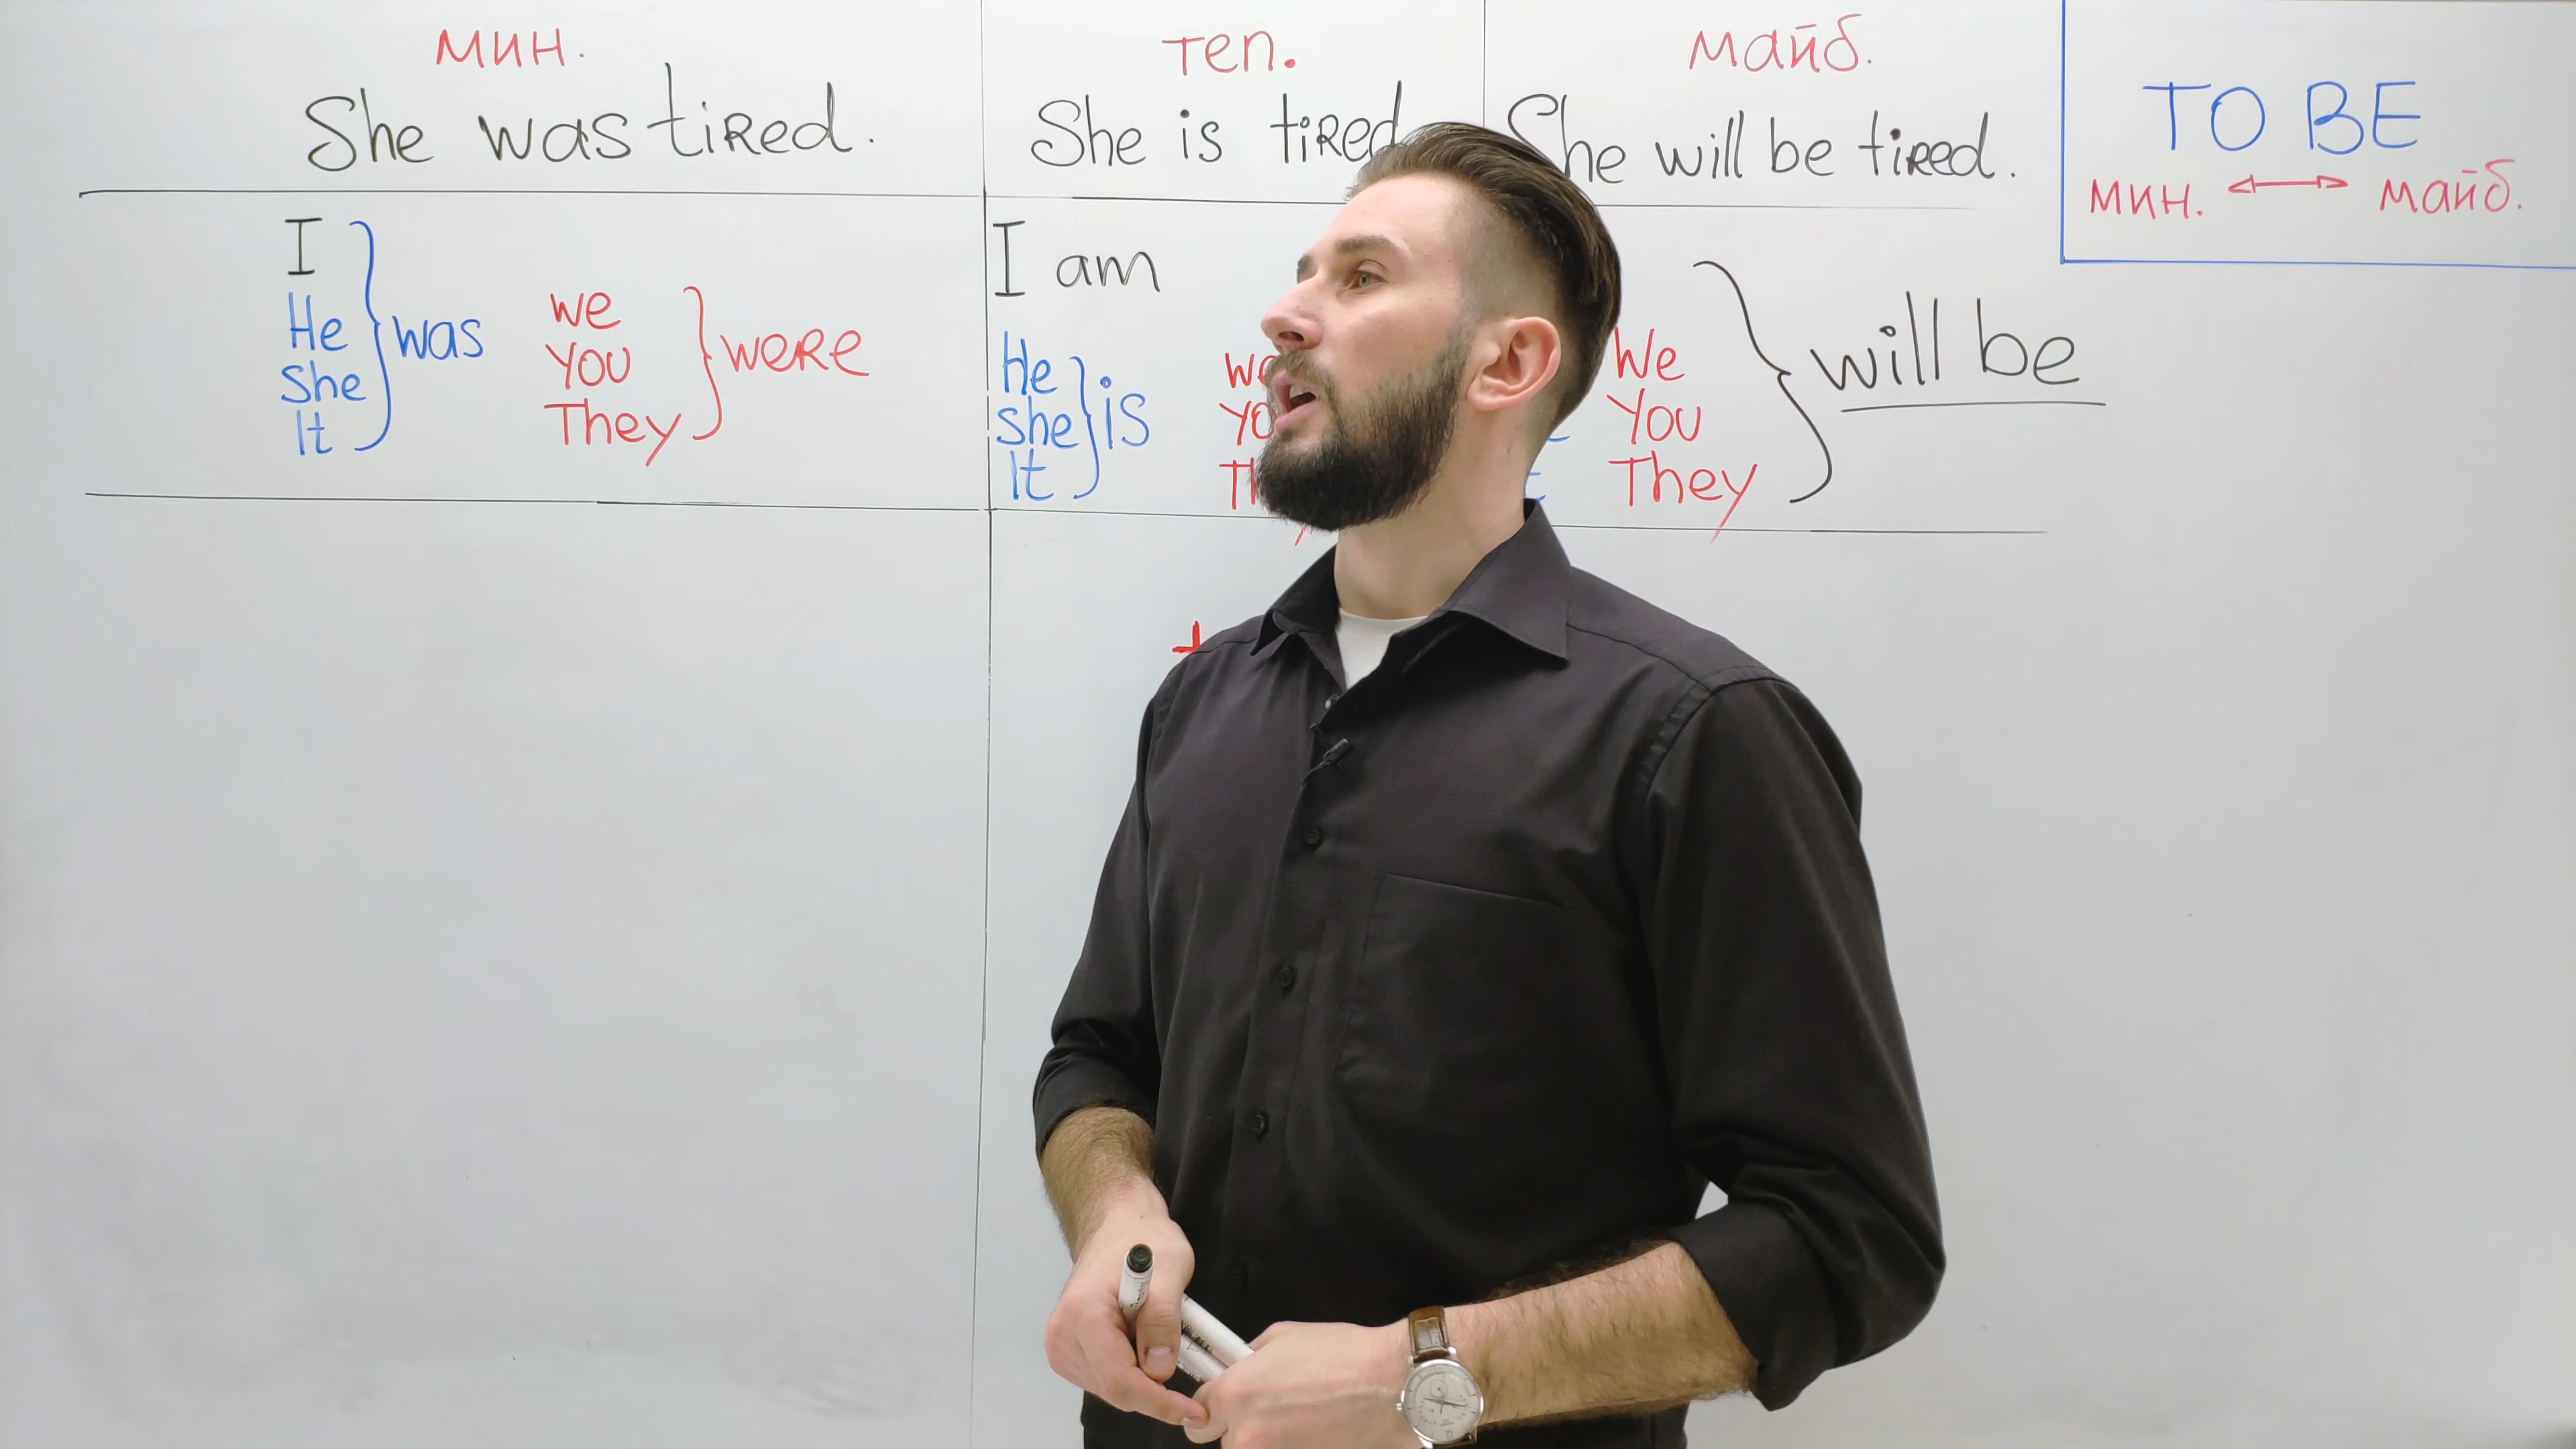 мин.
She was tired.
I
He
She
It
was
we
you
They
were
теп.
She is tired
I am
He
she
It
is
майб.
She will be tired.
We
You
They
will be
TO BE
мин. ↔ майб.